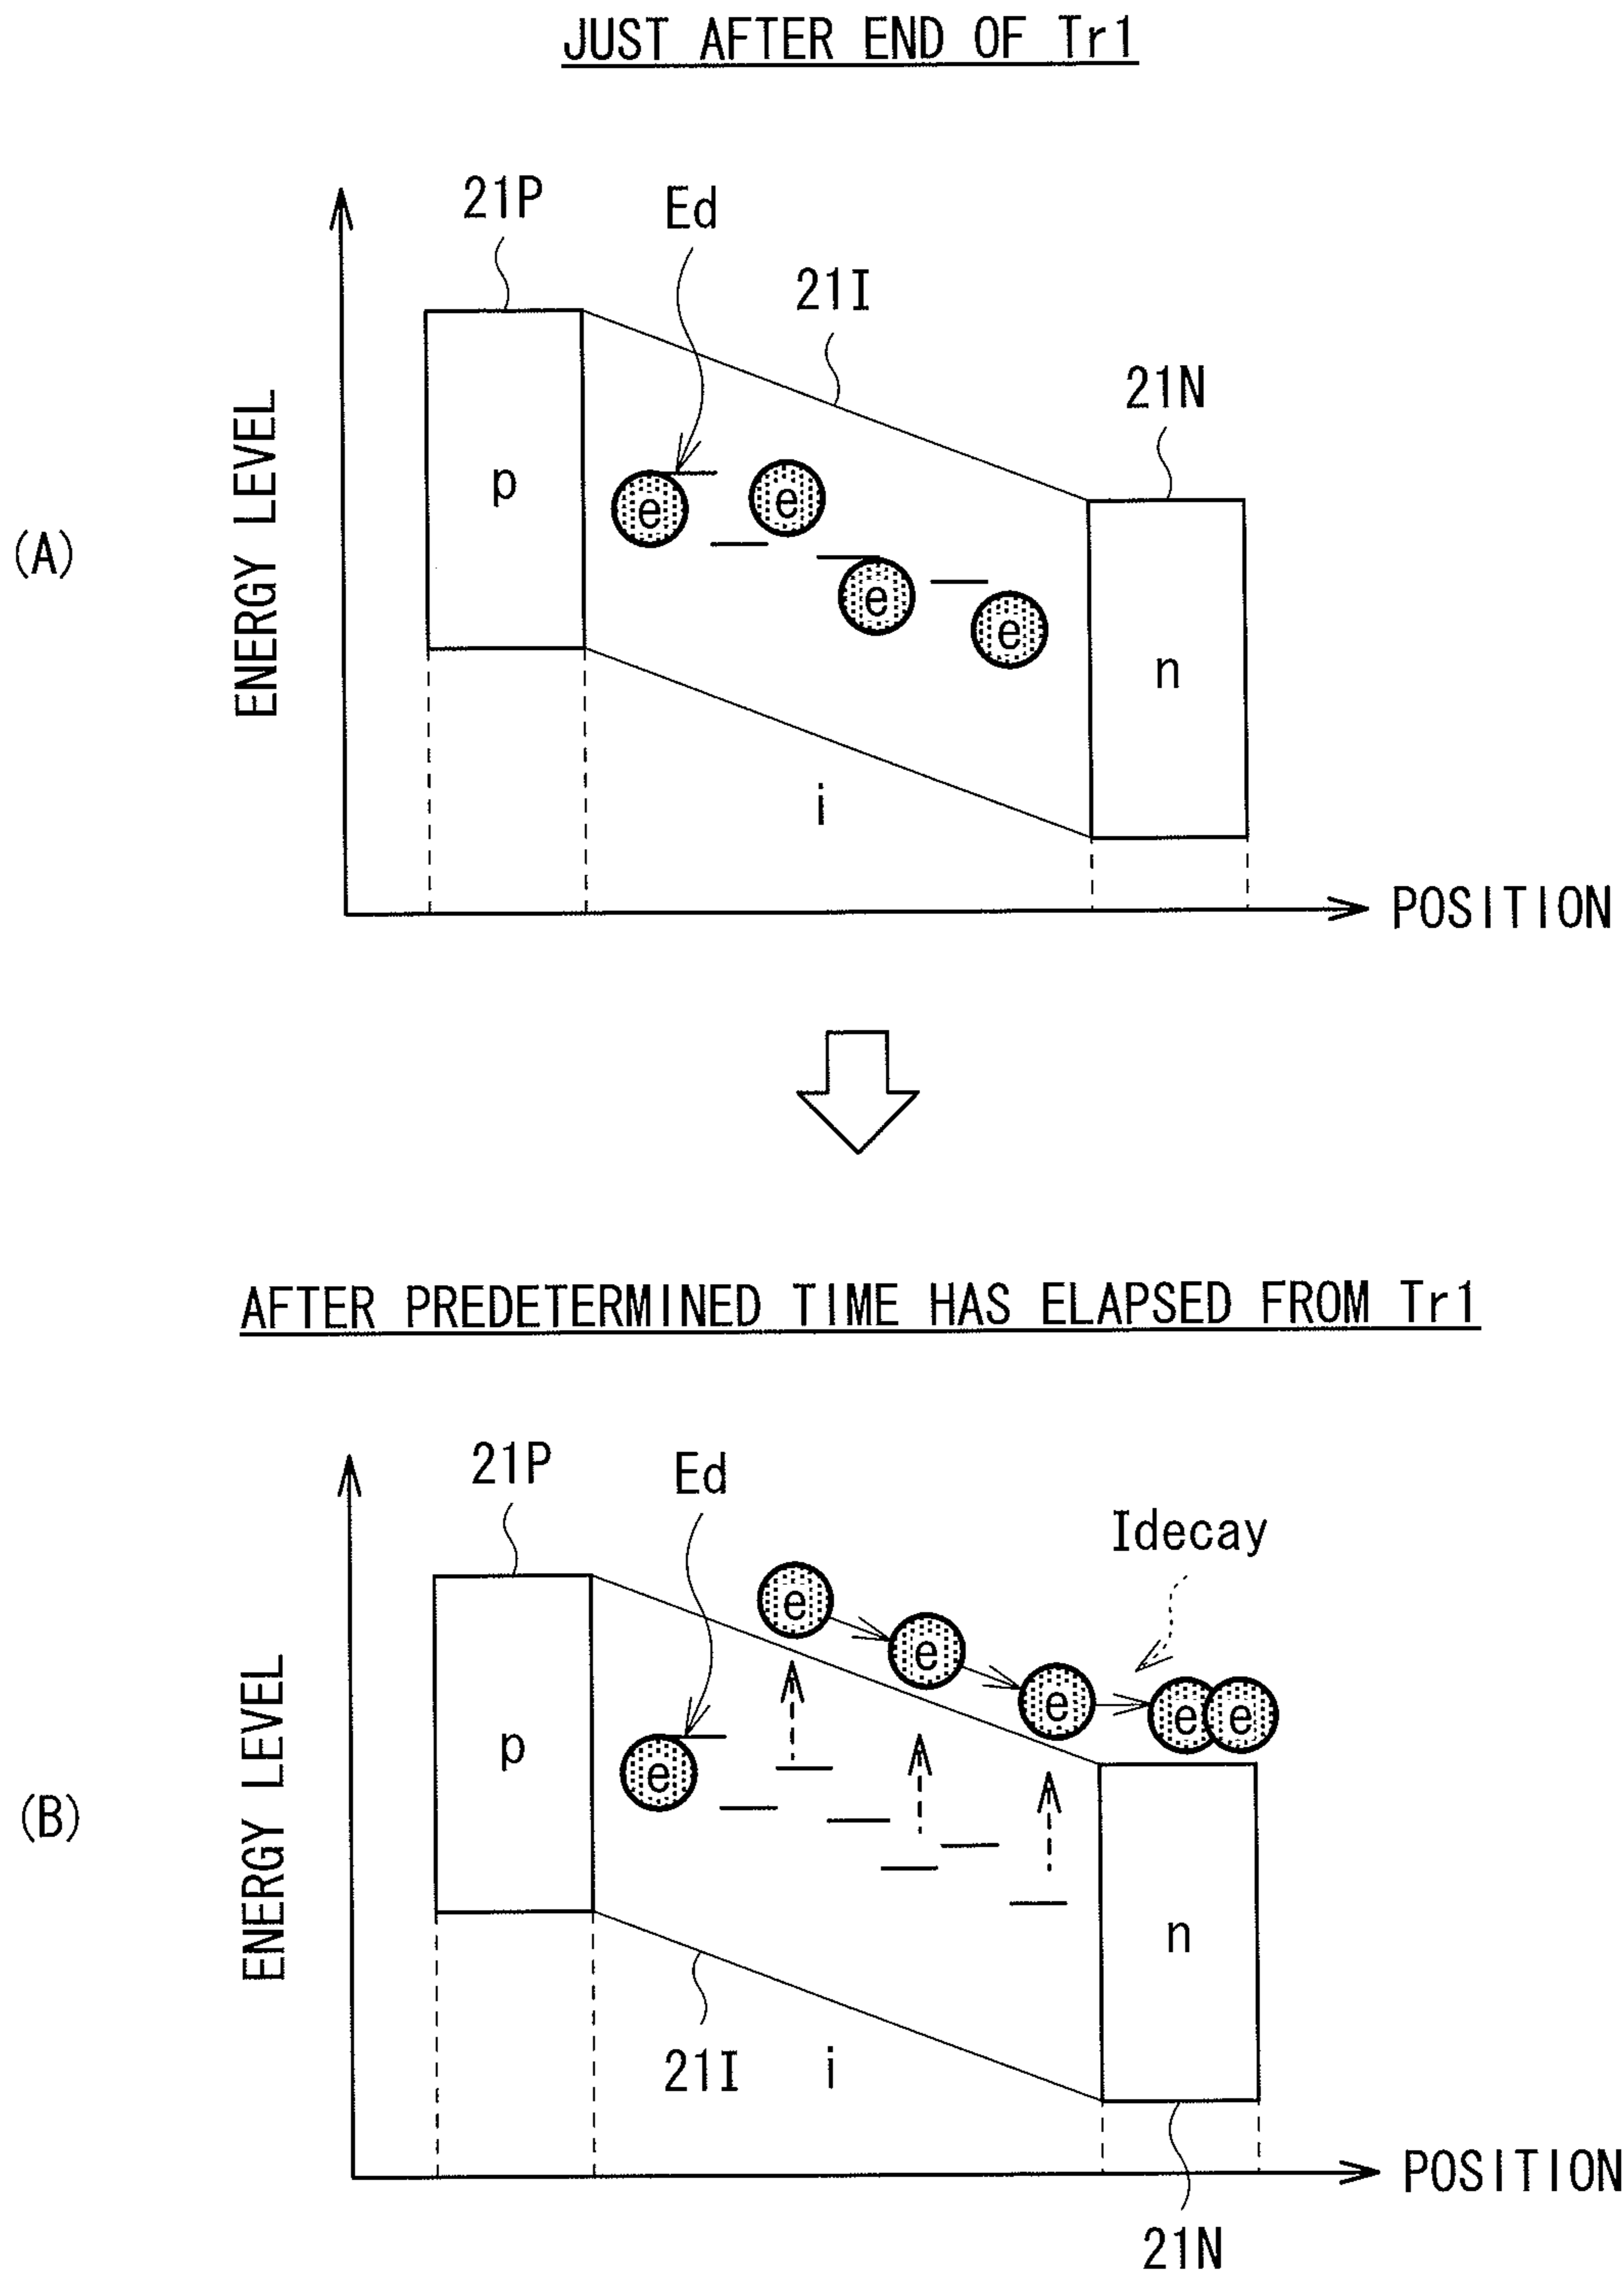 JUST AFTER END OF Tr1
21P
Ed
21I
21N
(A)
ENERGY LEVEL
p
e
e
e
e
n
i
POSITION
AFTER PREDETERMINED TIME HAS ELAPSED FROM Tr1
21P
Ed
Idecay
(B)
ENERGY LEVEL
p
e
e
e
e
e
e
n
21I
i
POSITION
21N